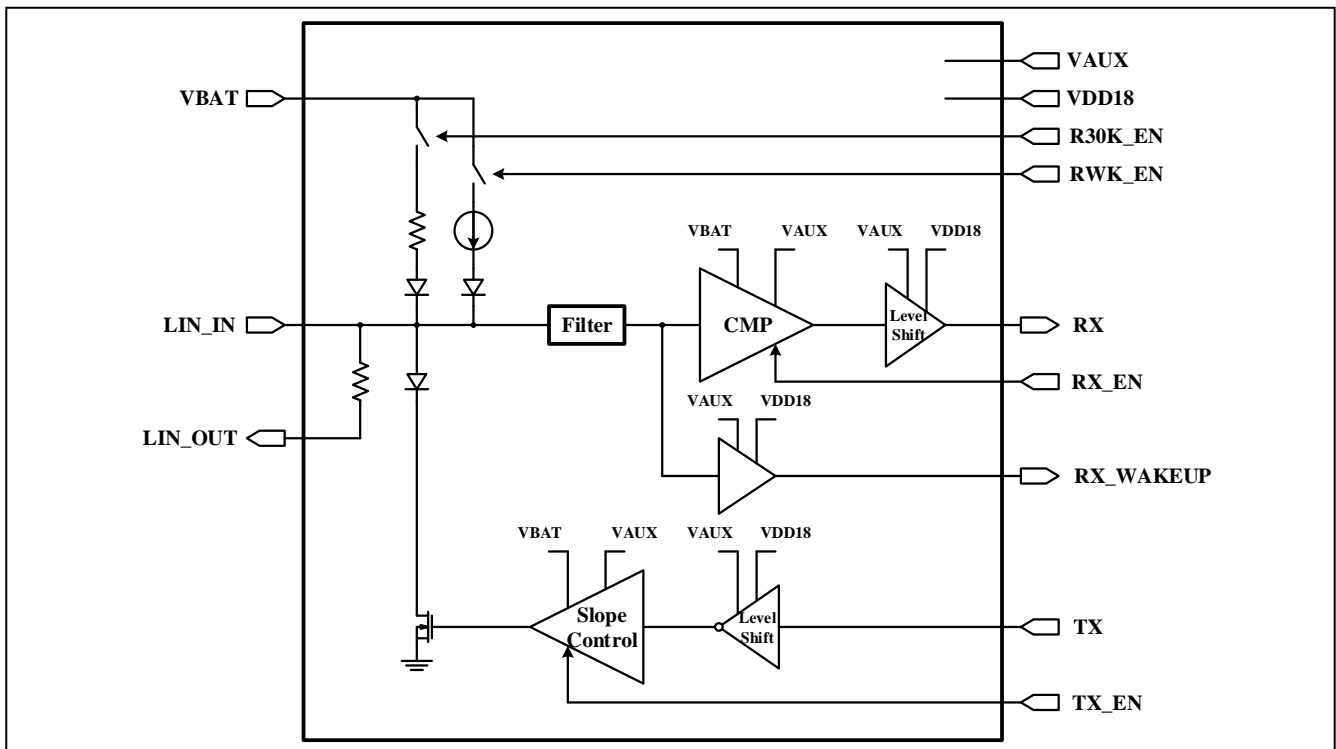 VAUX
VBAT
VDD18
R30K_EN
RWK_EN
VBAT
VAUX
VAUX
VDD18
LIN_IN
Filter
CMP
Level
Shift
RX
RX_EN
VAUX
VDD18
LIN_OUT
RX_WAKEUP
VBAT
VAUX
VAUX
VDD18
Slope
Control
Level
Shift
TX
TX_EN